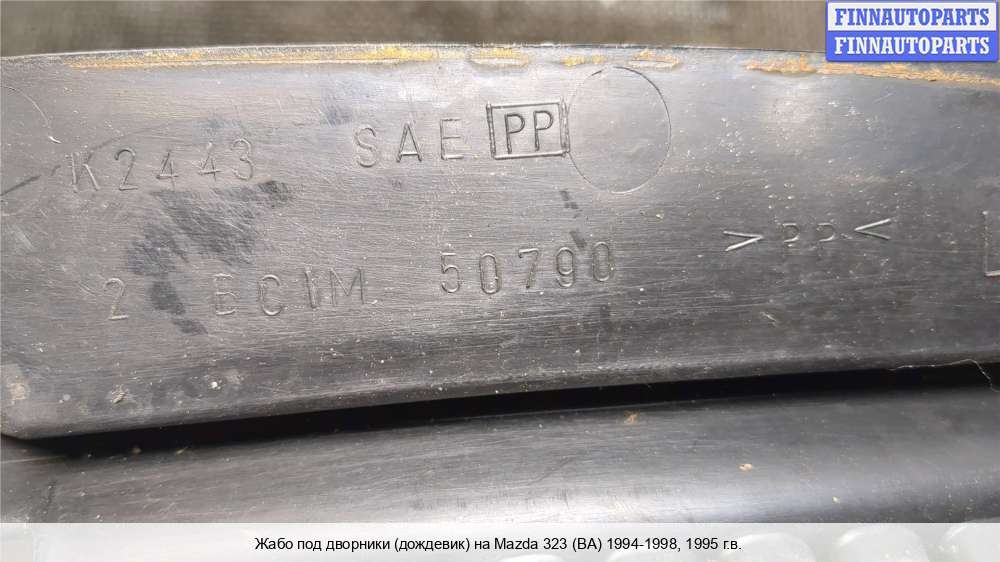 FINNAUTOPARTS
FINNAUTOPARTS
K2443 SAE PP
2 BC1M 50790 >PP<
Жабо под дворники (дождевик) на Mazda 323 (BA) 1994-1998, 1995 г.в.